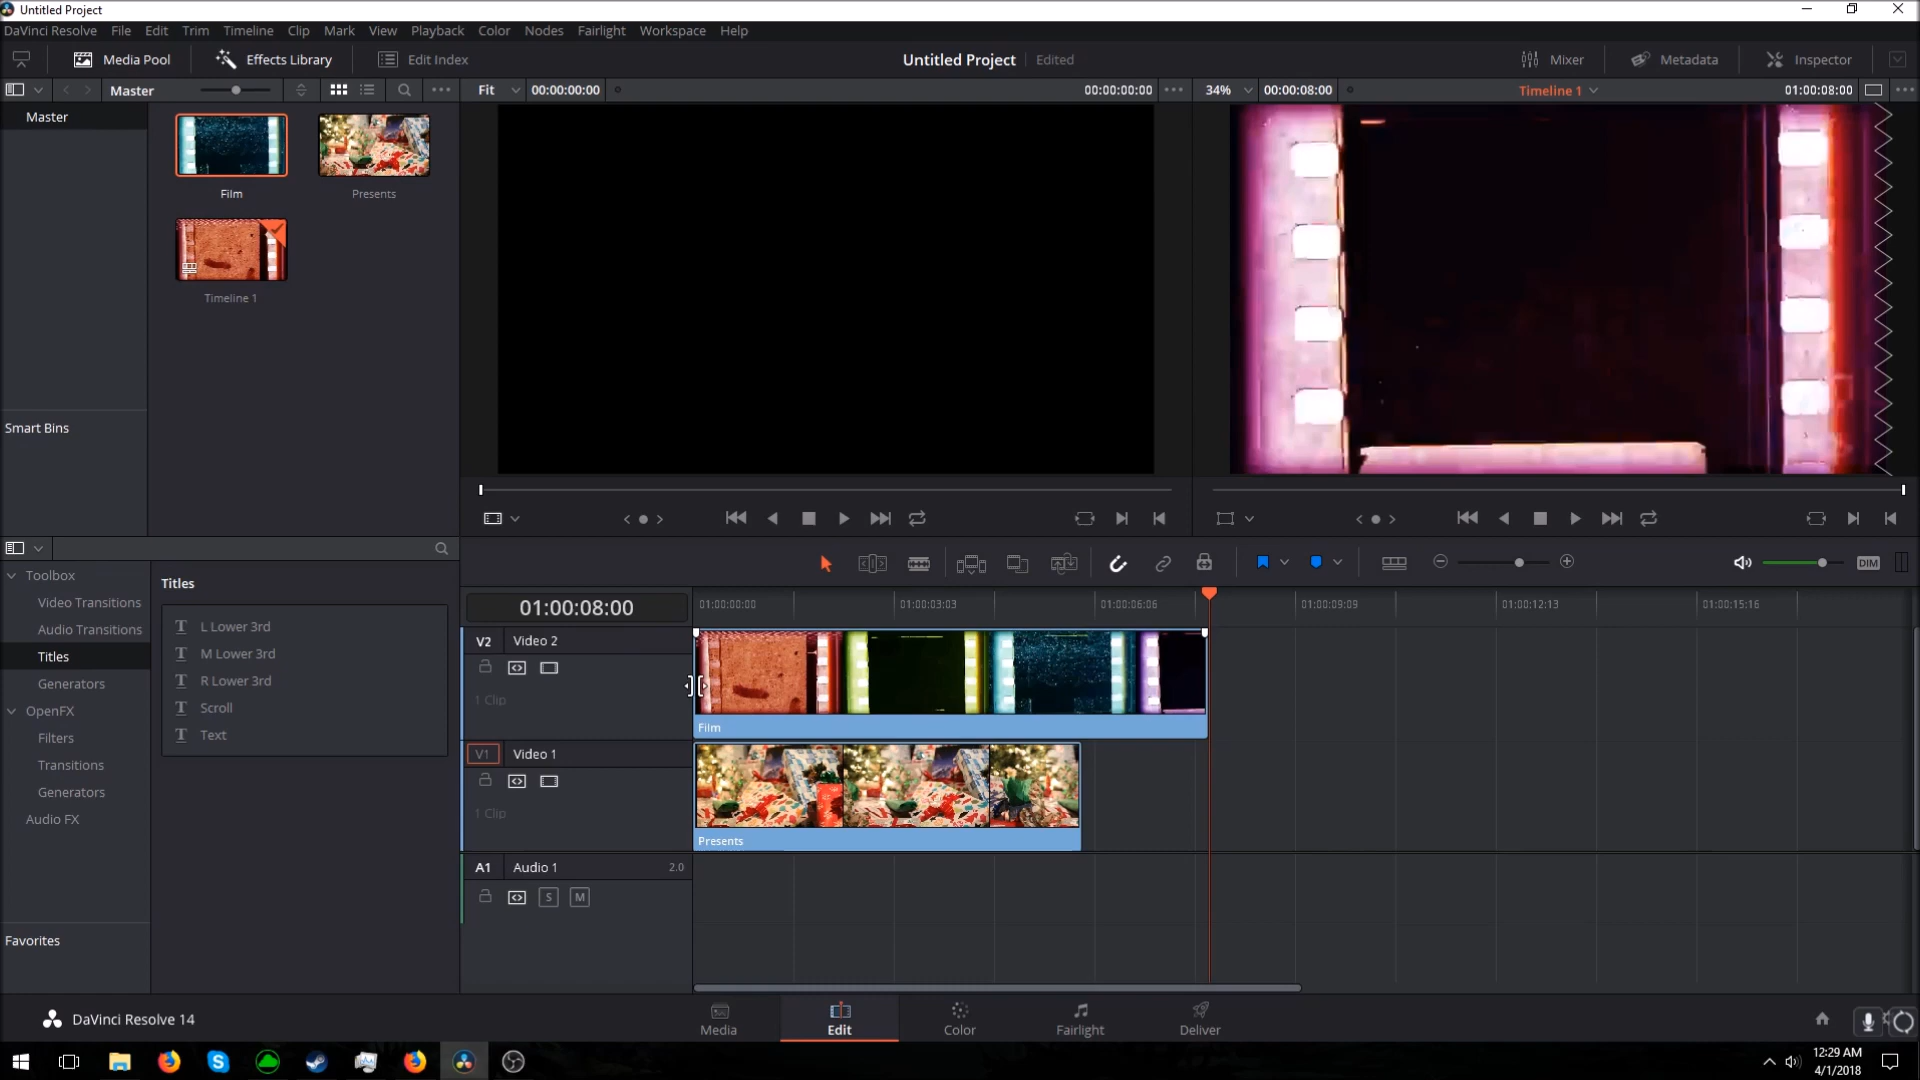 Untitled Project
DaVinci Resolve File Edit Trim Timeline Clip Mark View Playback Color Nodes Fairlight Workspace Help
Media Pool Effects Library Edit Index Untitled Project Edited Mixer Metadata Inspector
Master Fit 00:00:00:00 00:00:00:00 34% 00:00:08:00 Timeline 1 01:00:08:00
Master
Film Presents
Timeline 1
Smart Bins
Toolbox
Video Transitions
Audio Transitions
Titles
Generators
OpenFX
Filters
Transitions
Generators
Audio FX
Favorites
Titles
L Lower 3rd
M Lower 3rd
R Lower 3rd
Scroll
Text
DIM
01:00:08:00 01:00:00:00 01:00:03:03 01:00:06:06 01:00:09:09 01:00:12:13 01:00:15:16
V2 Video 2
1 Clip
Film
V1 Video 1
1 Clip
Presents
A1 Audio 1 2.0
S M
DaVinci Resolve 14
Media Edit Color Fairlight Deliver
12:29 AM
4/1/2018